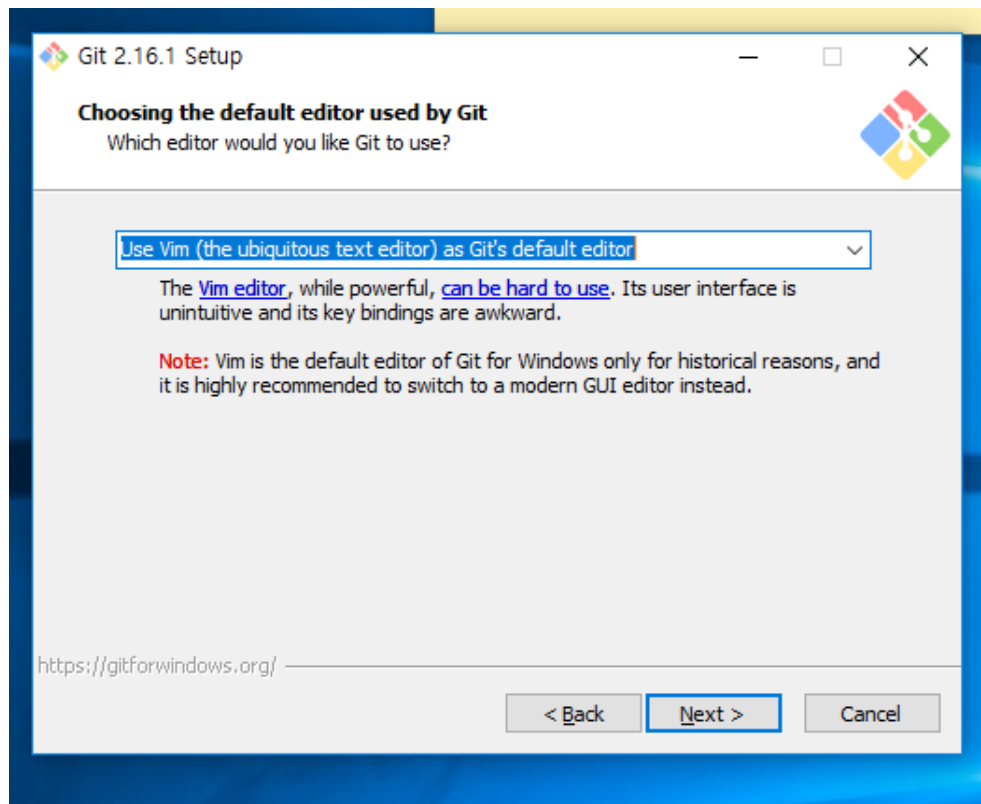 Git 2.16.1 Setup
Choosing the default editor used by Git
Which editor would you like Git to use?
Use Vim (the ubiquitous text editor) as Git's default editor
The Vim editor, while powerful, can be hard to use. Its user interface is
unintuitive and its key bindings are awkward.
Note: Vim is the default editor of Git for Windows only for historical reasons, and
it is highly recommended to switch to a modern GUI editor instead.
https://gitforwindows.org/
< Back
Next >
Cancel